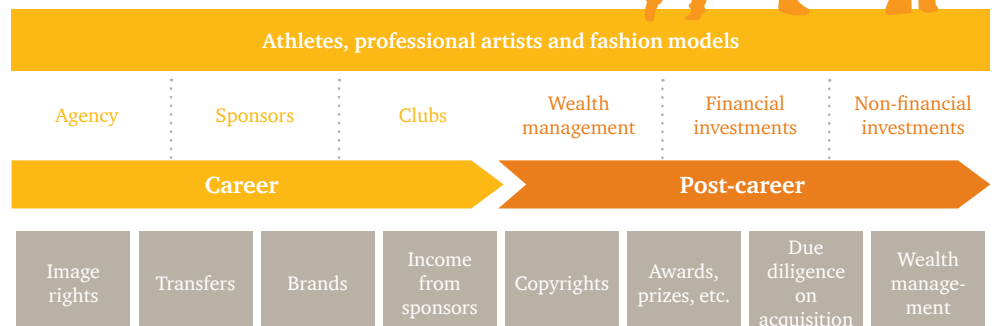 Athletes, professional artists and fashion models
Agency
Sponsors
Clubs
Wealth
management
Financial
investments
Non-financial
investments
Career
Post-career
Image
rights
Transfers
Brands
Income
from
sponsors
Copyrights
Awards,
prizes, etc.
Due
diligence
on
acquisition
Wealth
manage-
ment